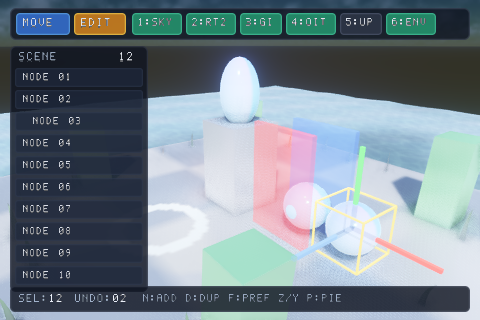 MOVE EDIT 1:SKY 2:RT2 3:GI 4:OIT 5:UP 6:ENV
SCENE 12
NODE 01
NODE 02
NODE 03
NODE 04
NODE 05
NODE 06
NODE 07
NODE 08
NODE 09
NODE 10
SEL:12 UNDO:02 N:ADD D:DUP F:PREF Z/Y P:PIE